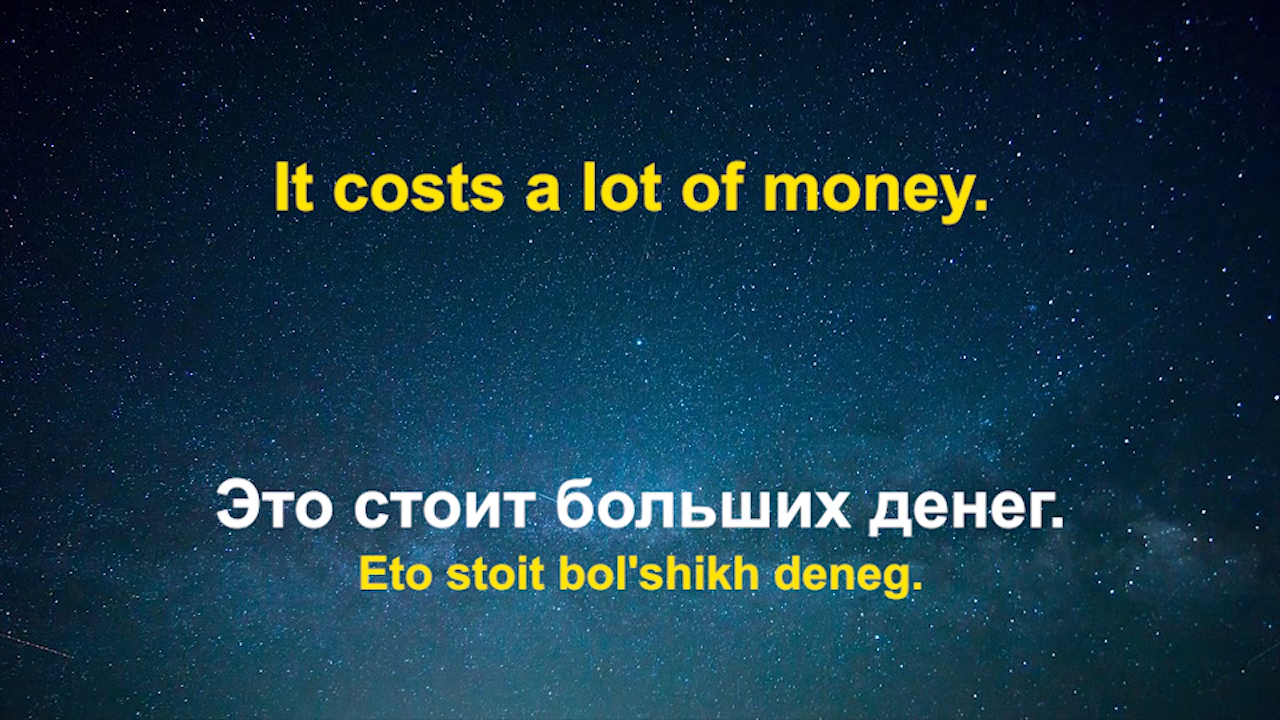 It costs a lot of money.
Это стоит больших денег.
Eto stoit bol'shikh deneg.